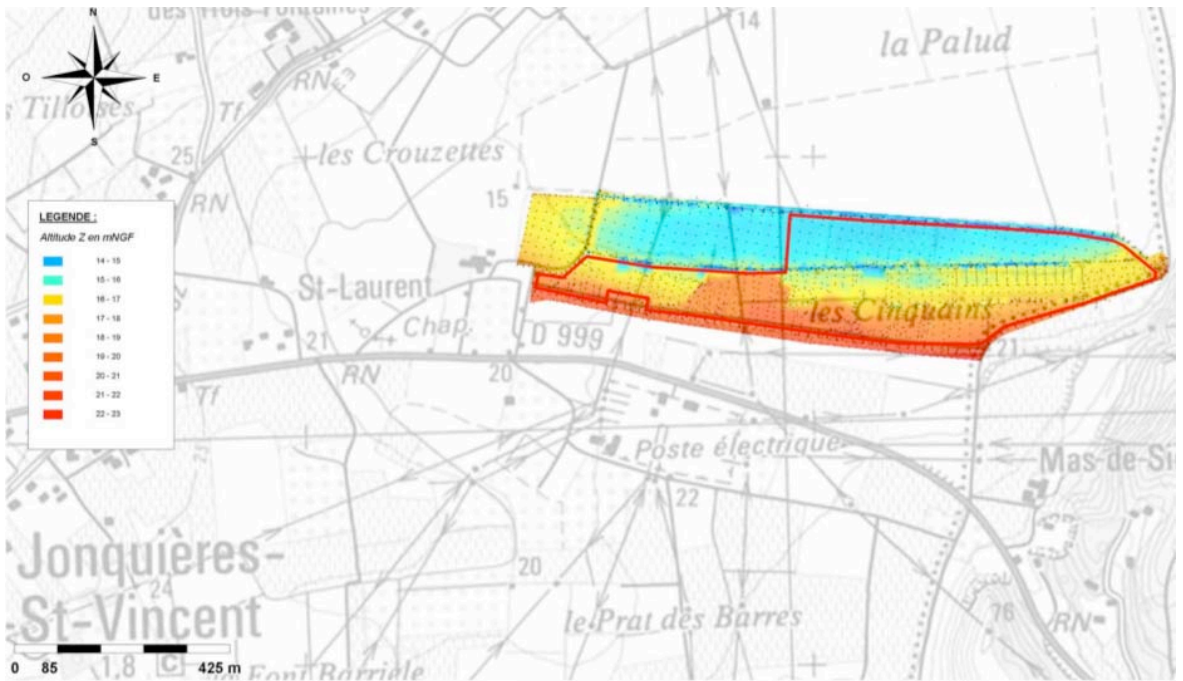 N
O
E
S
14
la Palud
RN
Tf
25
les Crouzettes
15
RN
LEGENDE :
Altitude Z en mNGF
14 - 15
15 - 16
16 - 17
17 - 18
18 - 19
19 - 20
20 - 21
21 - 22
22 - 23
St-Laurent
Chap.
les Cinquains
D 999
21
21
RN
20
Tf
Poste électrique
22
Jonquières-
St-Vincent
24
20
le Prat des Barres
76
RN
0 85 425 m
1.8 C